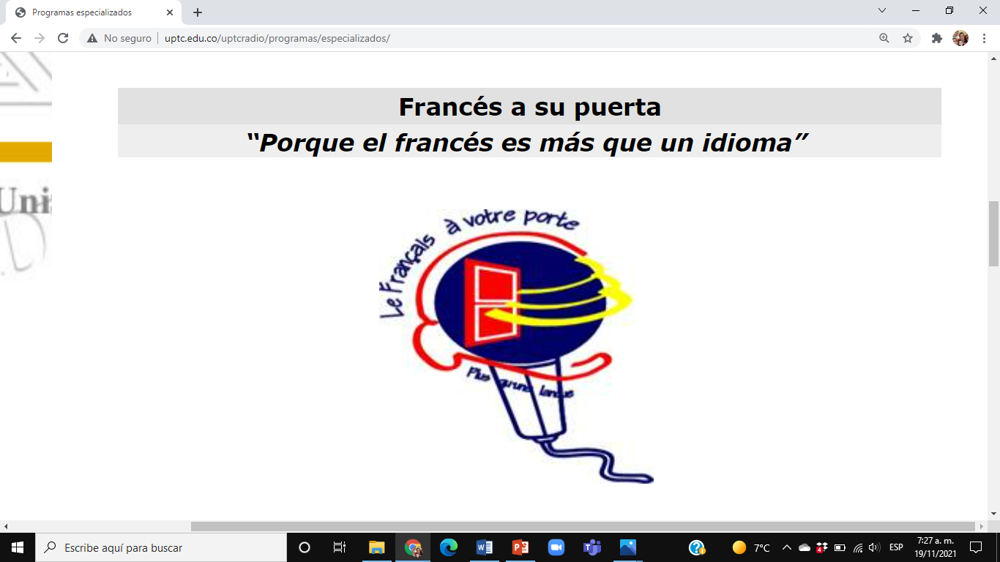 Programas especializados
No seguro
uptc.edu.co/uptcradio/programas/especializados/
Francés a su puerta
“Porque el francés es más que un idioma”
Le Français à votre porte
Plus qu'une langue
Uni
Escribe aquí para buscar
7°C
ESP
7:27 a. m.
19/11/2021